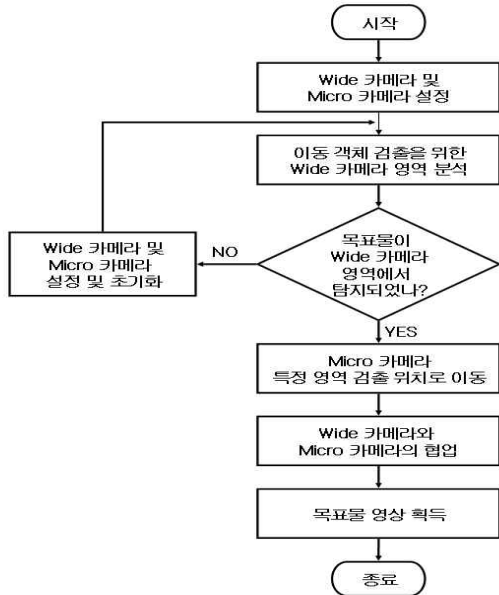 시작
Wide 카메라 및
Micro 카메라 설정
이동 객체 검출을 위한
Wide 카메라 영역 분석
목표물이
Wide 카메라
영역에서
탐지되었나?
NO
Wide 카메라 및
Micro 카메라
설정 및 초기화
YES
Micro 카메라
특정 영역 검출 위치로 이동
Wide 카메라와
Micro 카메라의 협업
목표물 영상 획득
종료